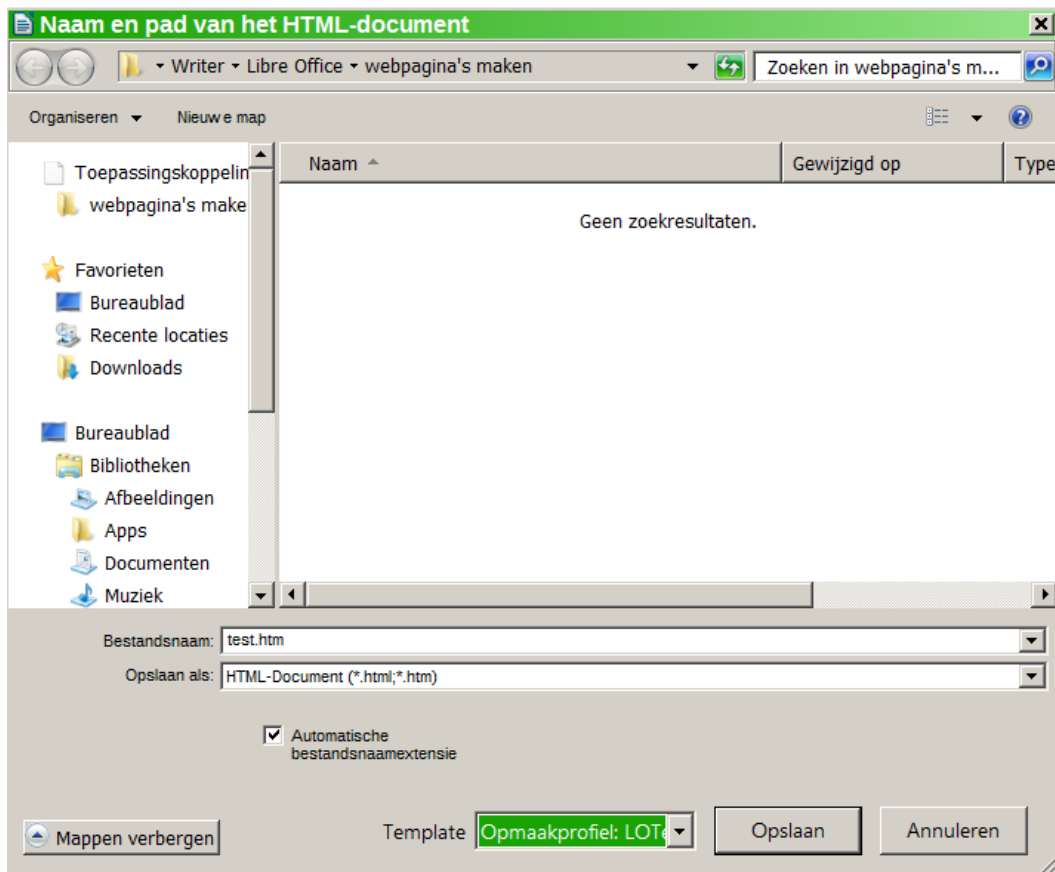 Naam en pad van het HTML-document
Writer Libre Office webpagina's maken
Zoeken in webpagina's m...
Organiseren
Nieuwe map
Toepassingskoppelin
webpagina's make
Favorieten
Bureaublad
Recente locaties
Downloads
Bureaublad
Bibliotheken
Afbeeldingen
Apps
Documenten
Muziek
Naam
Gewijzigd op
Type
Geen zoekresultaten.
Bestandsnaam: test.htm
Opslaan als: HTML-Document (*.html;*.htm)
Automatische
bestandsnaamextensie
Mappen verbergen
Template
Opmaakprofiel: LOTe
Opslaan
Annuleren